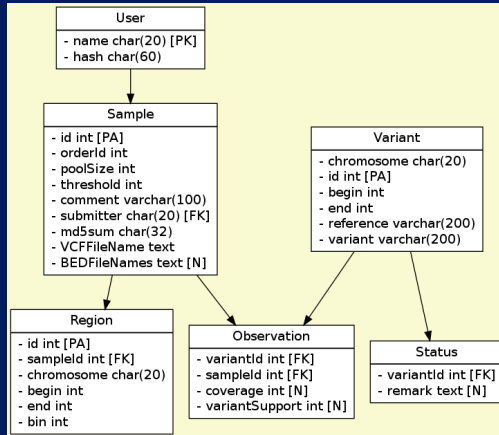 User
- name char(20) [PK]
- hash char(60)
Sample
- id int [PA]
- orderId int
- poolSize int
- threshold int
- comment varchar(100)
- submitter char(20) [FK]
- md5sum char(32)
- VCFFileName text
- BEDFileNames text [N]
Variant
- chromosome char(20)
- id int [PA]
- begin int
- end int
- reference varchar(200)
- variant varchar(200)
Region
- id int [PA]
- sampleId int [FK]
- chromosome char(20)
- begin int
- end int
- bin int
Observation
- variantId int [FK]
- sampleId int [FK]
- coverage int [N]
- variantSupport int [N]
Status
- variantId int [FK]
- remark text [N]